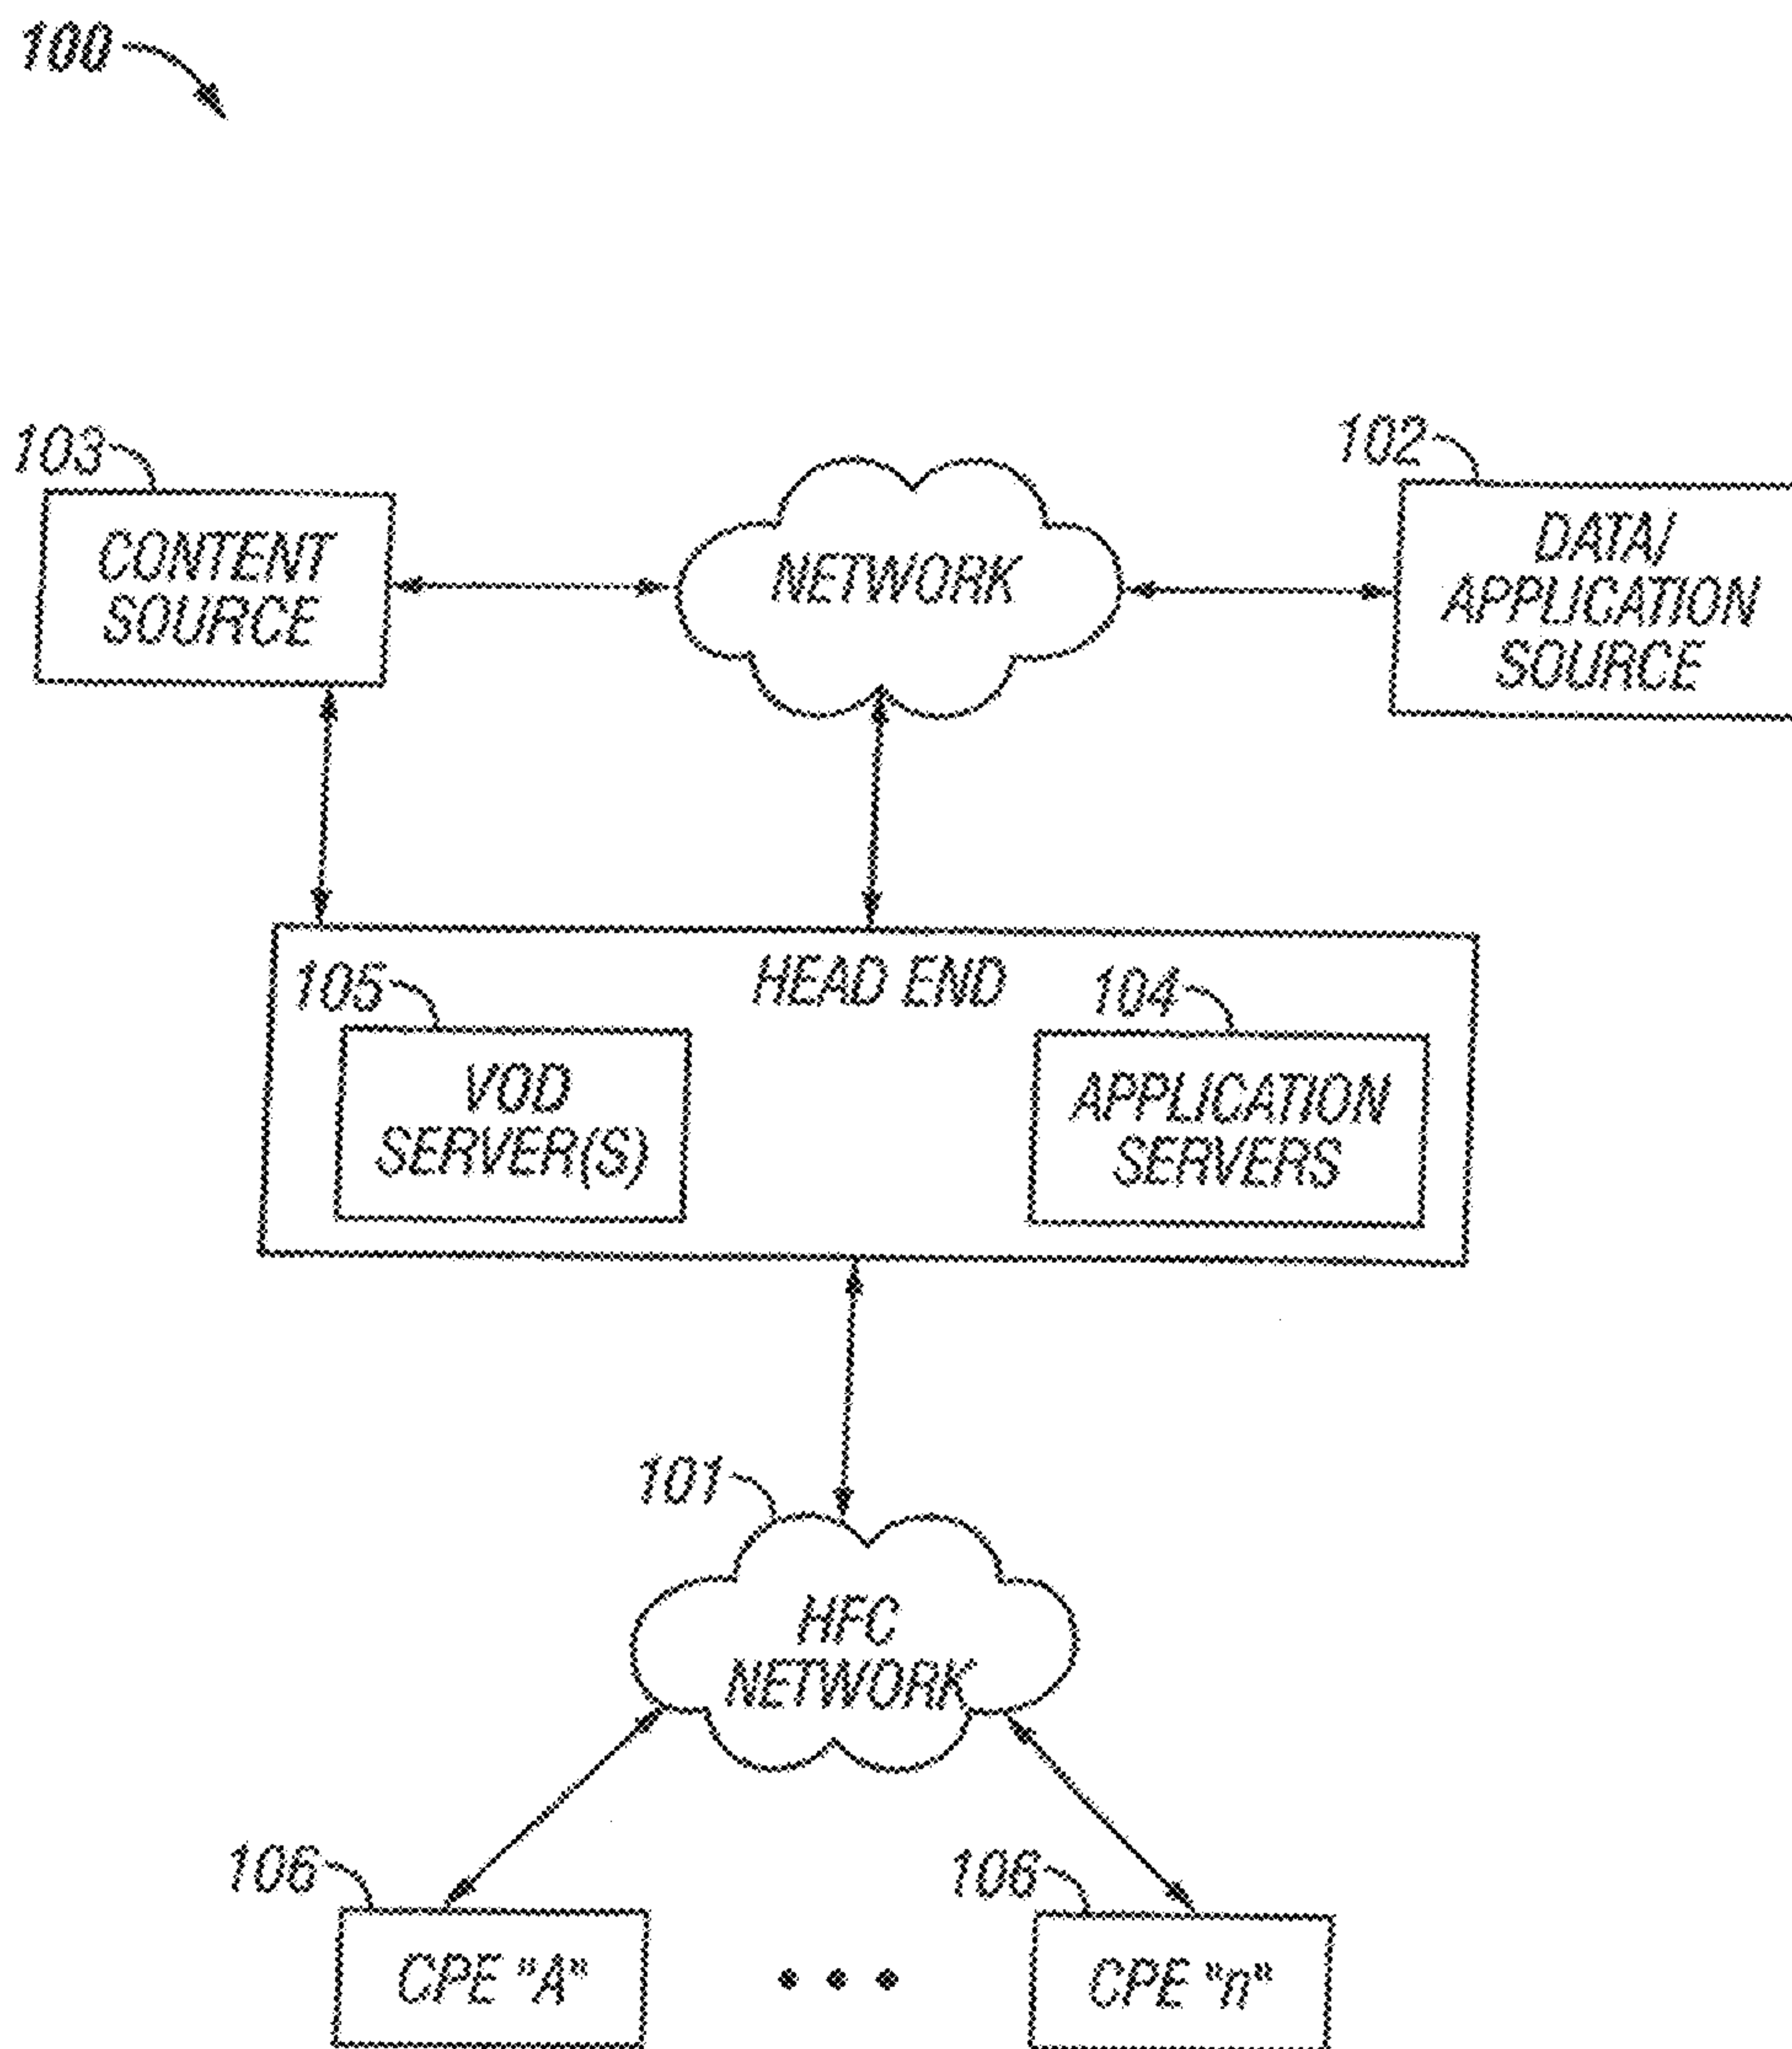 100
103
CONTENT
SOURCE
NETWORK
102
DATA/
APPLICATION
SOURCE
HEAD END
105
VOD
SERVER(S)
104
APPLICATION
SERVERS
101
HFC
NETWORK
106
CPE "A"
• • •
106
CPE "n"